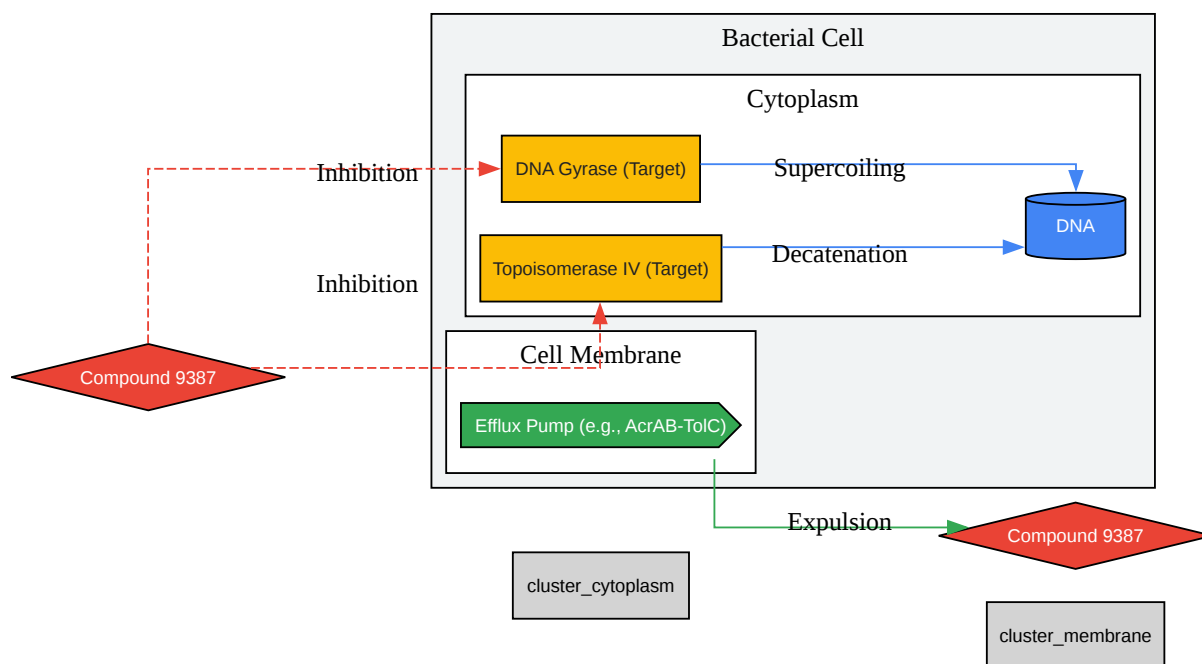 Bacterial Cell
Cytoplasm
DNA Gyrase (Target)
Supercoiling
Inhibition
DNA
Topoisomerase IV (Target)
Decatenation
Inhibition
Cell Membrane
Compound 9387
Efflux Pump (e.g., AcrAB-TolC)
Expulsion
Compound 9387
cluster_cytoplasm
cluster_membrane